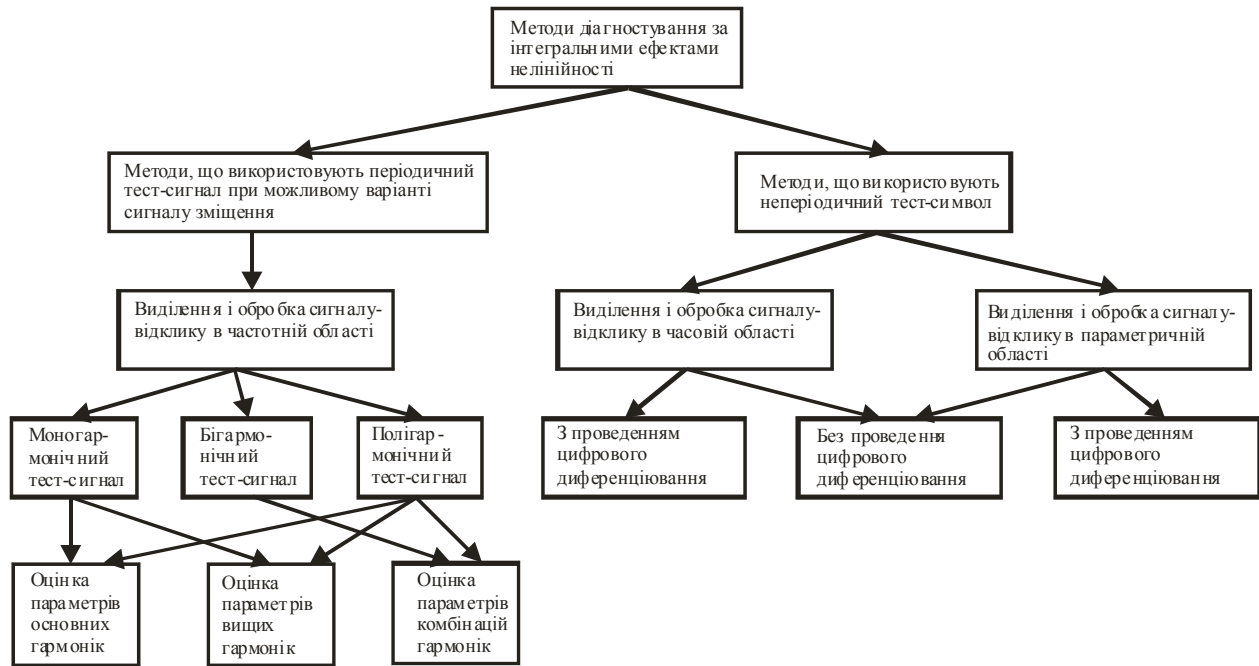 Методи діагностування за
інтегральними ефектами
нелінійності
Методи, що використовують періодичний
тест-сигнал при можливому варіанті
сигналу зміщення
Методи, що використовують
неперіодичний тест-символ
Виділення і обробка сигналу-
відклику в частотній області
Виділення і обробка сигналу-
відклику в часовій області
Виділення і обробка сигналу-
відклику в параметричній
області
Моногар-
монічний
тест-сигнал
Бігармо-
нічний
тест-сигнал
Полігар-
монічний
тест-сигнал
З проведенням
цифрового
диференціювання
Без проведення
цифрового
диференціювання
З проведенням
цифрового
диференціювання
Оцінка
параметрів
основних
гармонік
Оцінка
параметрів
вищих
гармонік
Оцінка
параметрів
комбінацій
гармонік